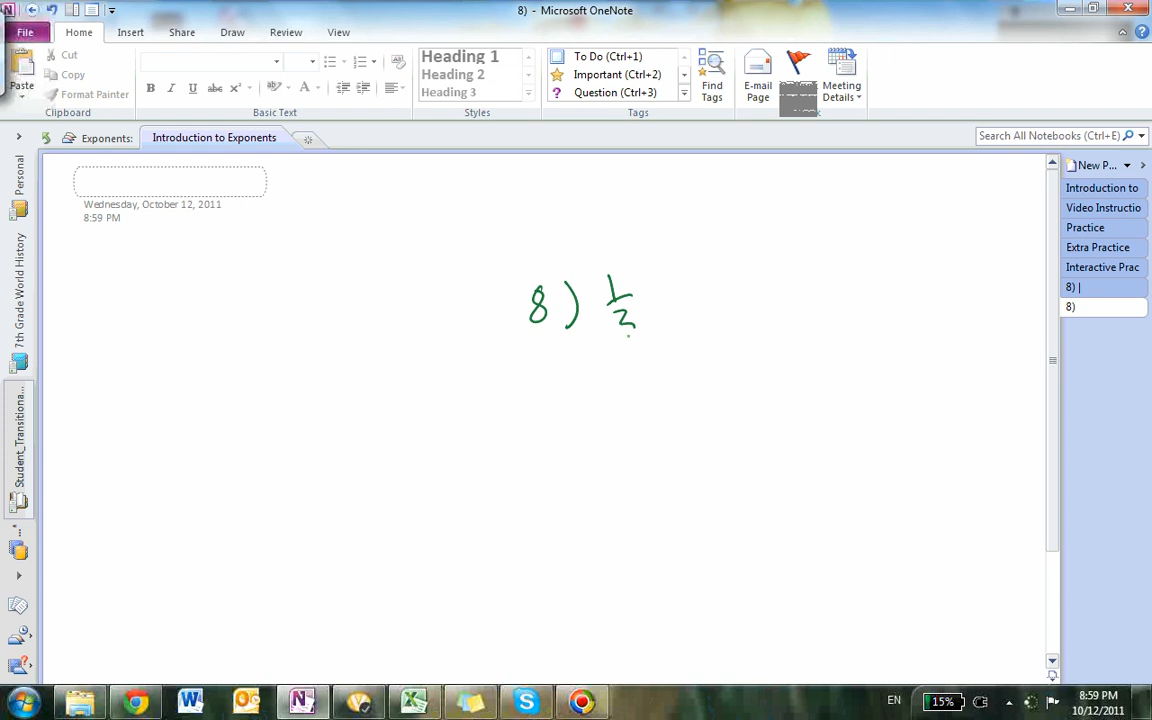 8) - Microsoft OneNote
File Home Insert Share Draw Review View
Cut
Copy
Format Painter
Paste
Clipboard
B I U abc x² ab A
Basic Text
Heading 1
Heading 2
Heading 3
Styles
To Do (Ctrl+1)
Important (Ctrl+2)
Question (Ctrl+3)
Tags
Find
Tags
E-mail
Page
Meeting
Details
Exponents: Introduction to Exponents
Search All Notebooks (Ctrl+E)
Personal
7th Grade World History
Student_Transitiona...
Wednesday, October 12, 2011
8:59 PM
8) 1
2
New P...
Introduction to
Video Instructio
Practice
Extra Practice
Interactive Prac
8) |
8)
EN
15%
8:59 PM
10/12/2011